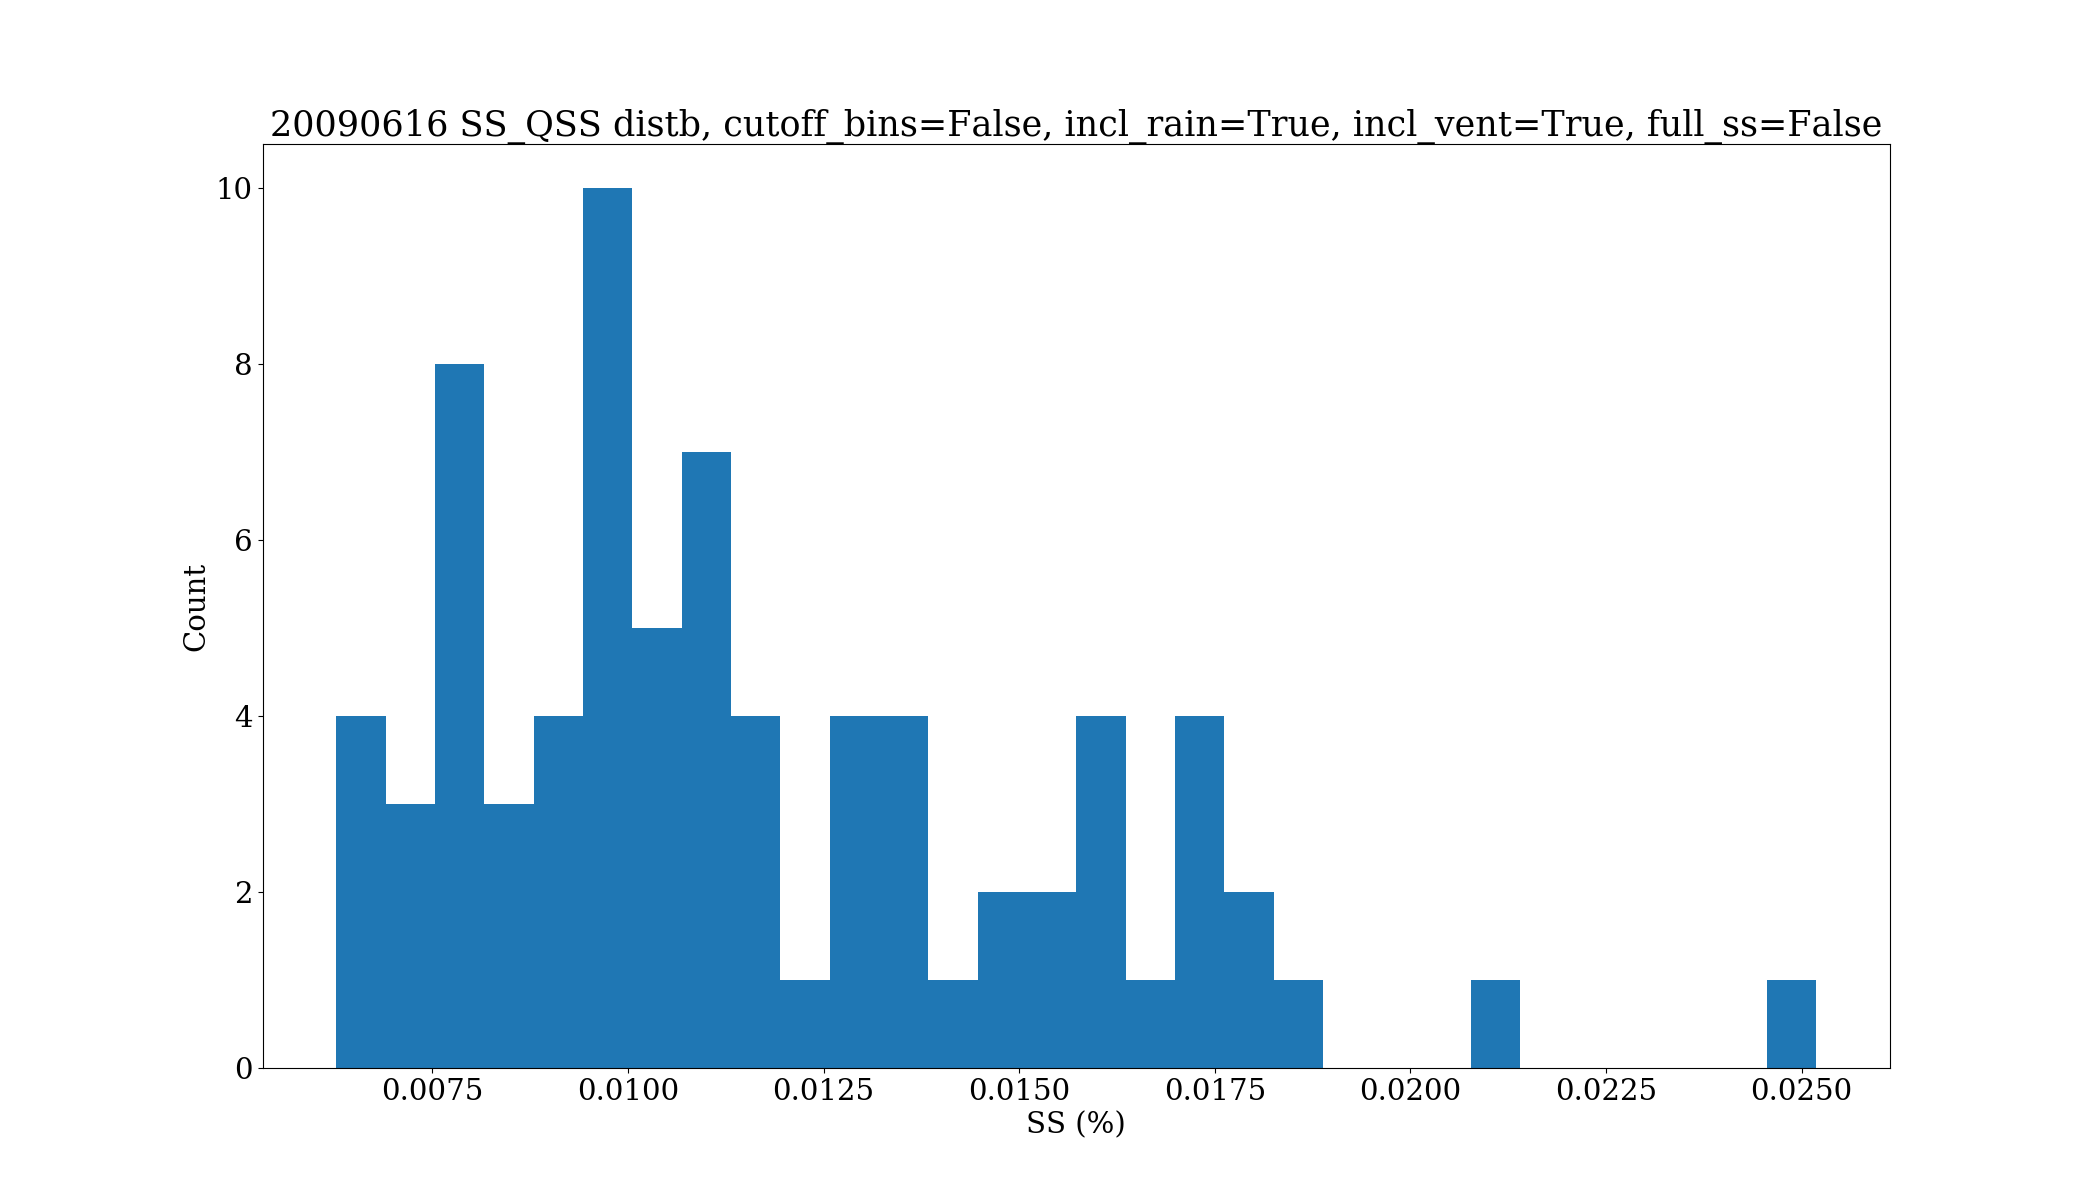 20090616 SS_QSS distb, cutoff_bins=False, incl_rain=True, incl_vent=True, full_ss=False
10
8
6
4
2
0
Count
0.0075 0.0100 0.0125 0.0150 0.0175 0.0200 0.0225 0.0250
SS (%)